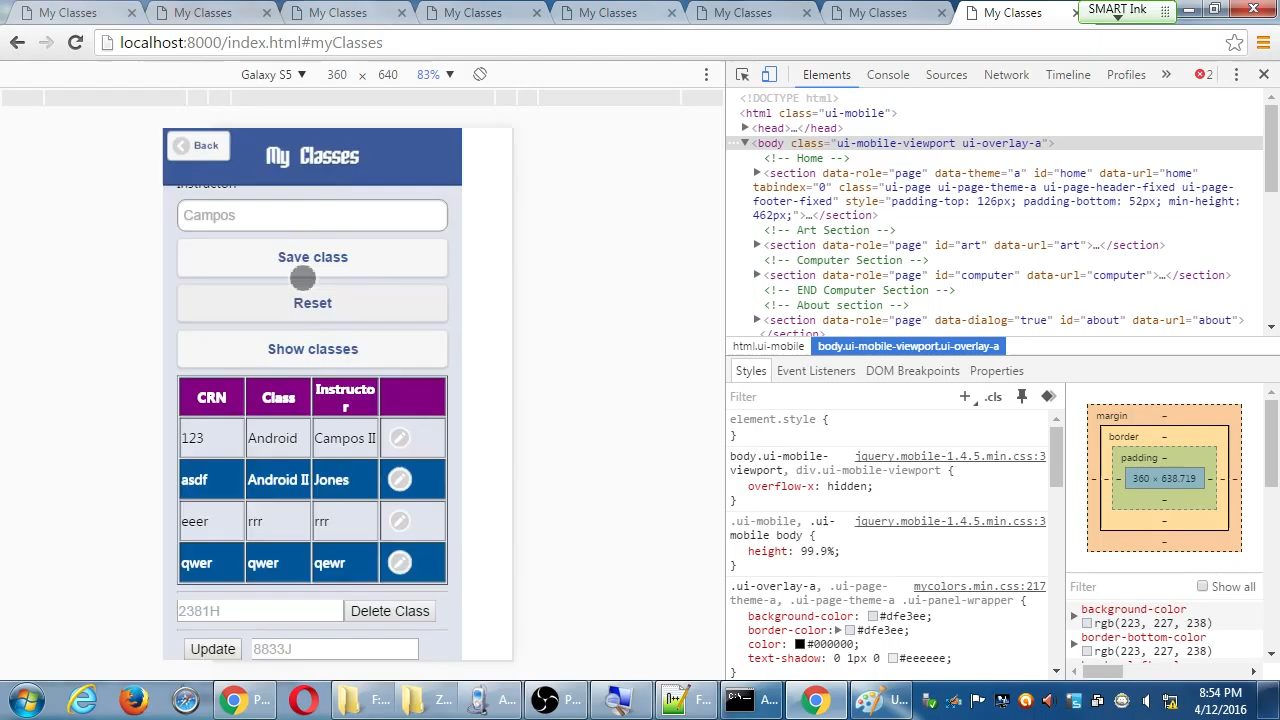 My Classes My Classes My Classes My Classes My Classes My Classes My Classes My Classes SMART Ink
localhost:8000/index.html#myClasses
Galaxy S5 ▼ 360 x 640 83% ▼
Elements Console Sources Network Timeline Profiles » 2
Back
My Classes
Campos
Save class
Reset
Show classes
CRN Class Instructo
r
123 Android Campos II
asdf Android II Jones
eeer rrr rrr
qwer qwer qewr
2381H Delete Class
Update 8833J
<!DOCTYPE html>
<html class="ui-mobile">
<head>…</head>
<body class="ui-mobile-viewport ui-overlay-a">
<!-- Home -->
<section data-role="page" data-theme="a" id="home" data-url="home"
tabindex="0" class="ui-page ui-page-theme-a ui-page-header-fixed ui-page-
footer-fixed" style="padding-top: 126px; padding-bottom: 52px; min-height:
462px;">…</section>
<!-- Art Section -->
<section data-role="page" id="art" data-url="art">…</section>
<!-- Computer Section -->
<section data-role="page" id="computer" data-url="computer">…</section>
<!-- END Computer Section -->
<!-- About section -->
<section data-role="page" data-dialog="true" id="about" data-url="about">
</section>
html.ui-mobile body.ui-mobile-viewport.ui-overlay-a
Styles Event Listeners DOM Breakpoints Properties
Filter + .cls
element.style {
}
body.ui-mobile- jquery.mobile-1.4.5.min.css:3
viewport, div.ui-mobile-viewport {
overflow-x: hidden;
}
.ui-mobile, .ui- jquery.mobile-1.4.5.min.css:3
mobile body {
height: 99.9%;
}
.ui-overlay-a, .ui-page- mycolors.min.css:217
theme-a, .ui-panel-wrapper {
background-color: #dfe3ee;
border-color: #dfe3ee;
color: #000000;
text-shadow: 0 1px 0 #eeeeee;
}
margin –
border –
padding –
– – – 360 × 638.719 – – –
–
–
–
Filter Show all
background-color
rgb(223, 227, 238)
border-bottom-color
rgb(223, 227, 238)
P... F... Z... A... P... F... A... U...
8:54 PM
4/12/2016